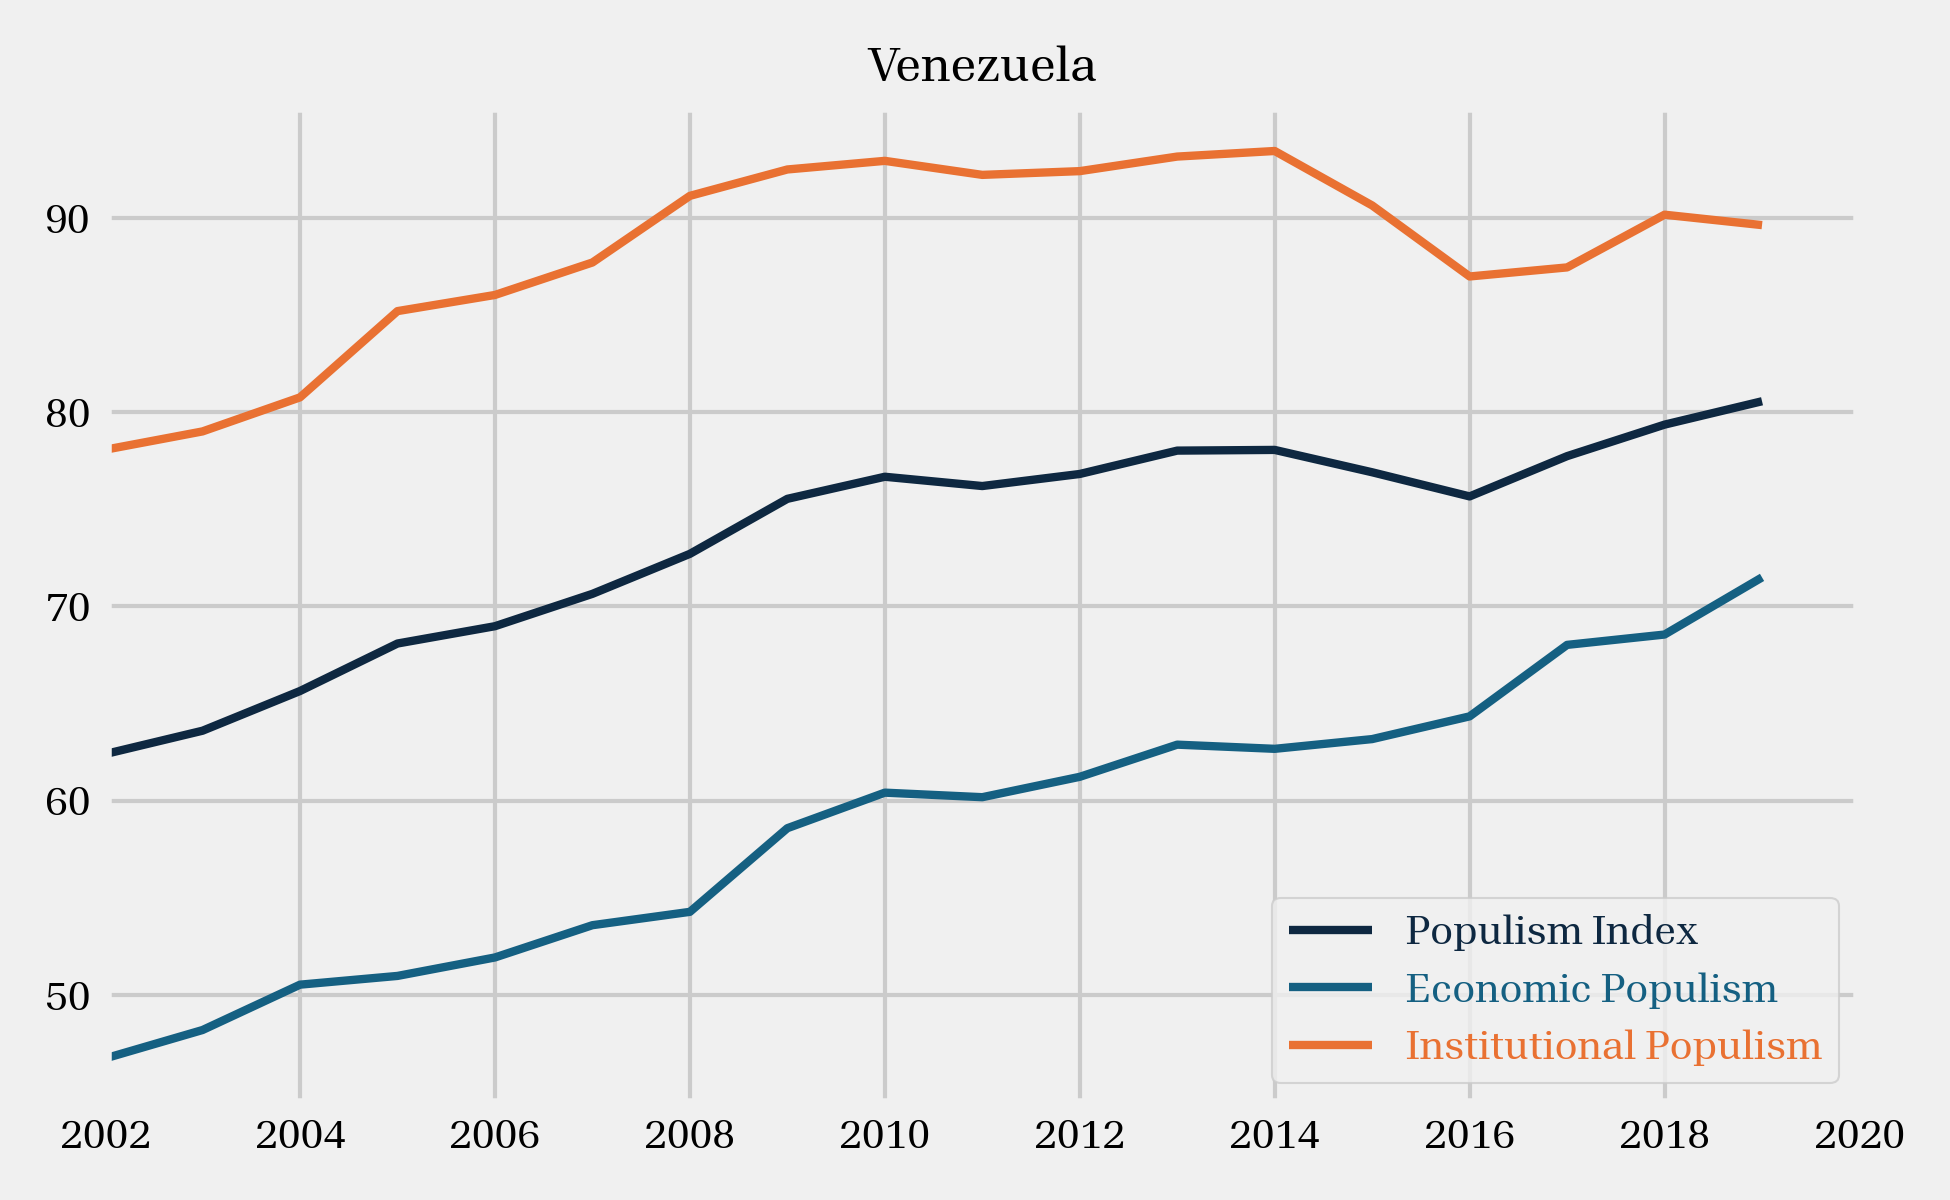 Venezuela
90
80
70
60
50
2002 2004 2006 2008 2010 2012 2014 2016 2018 2020
Populism Index
Economic Populism
Institutional Populism